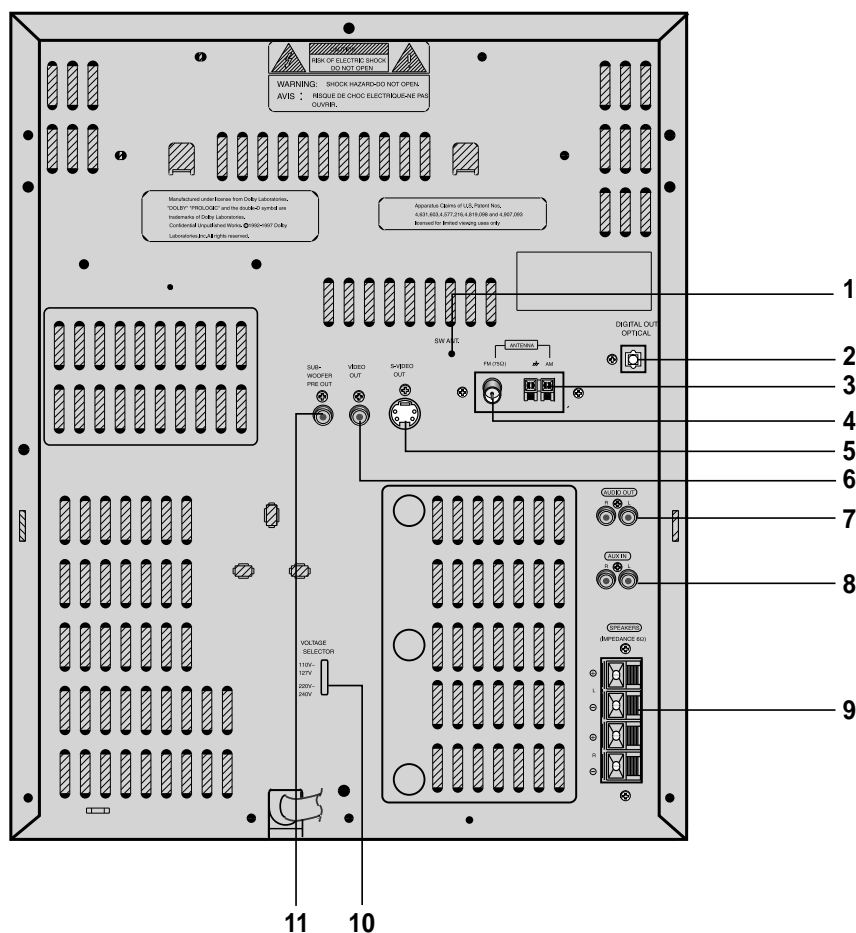 CAUTION
RISK OF ELECTRIC SHOCK
DO NOT OPEN
WARNING: SHOCK HAZARD-DO NOT OPEN.
AVIS : RISQUE DE CHOC ELECTRIQUE-NE PAS
OUVRIR.
Manufactured under license from Dolby Laboratories.
"DOLBY" "PROLOGIC" and the double-D symbol are
trademarks of Dolby Laboratories.
Confidential Unpublished Works. ©1992-1997 Dolby
Laboratories,Inc.All rights reserved.
Apparatus Claims of U,S, Patent Nos,
4,631,603,4,577,216,4,819,098 and 4,907,093
licensed for limited viewing uses only
1
DIGITAL OUT
OPTICAL
SW ANT.
ANTENNA
FM (75Ω)
AM
2
3
4
SUB-
WOOFER
PRE OUT
VIDEO
OUT
S-VIDEO
OUT
5
6
AUDIO OUT
R L
7
AUX IN
R L
8
SPEAKERS
(IMPEDANCE 6Ω)
⊕
L
⊖
⊕
R
⊖
9
VOLTAGE
SELECTOR
110V~
127V
220V~
240V
11
10